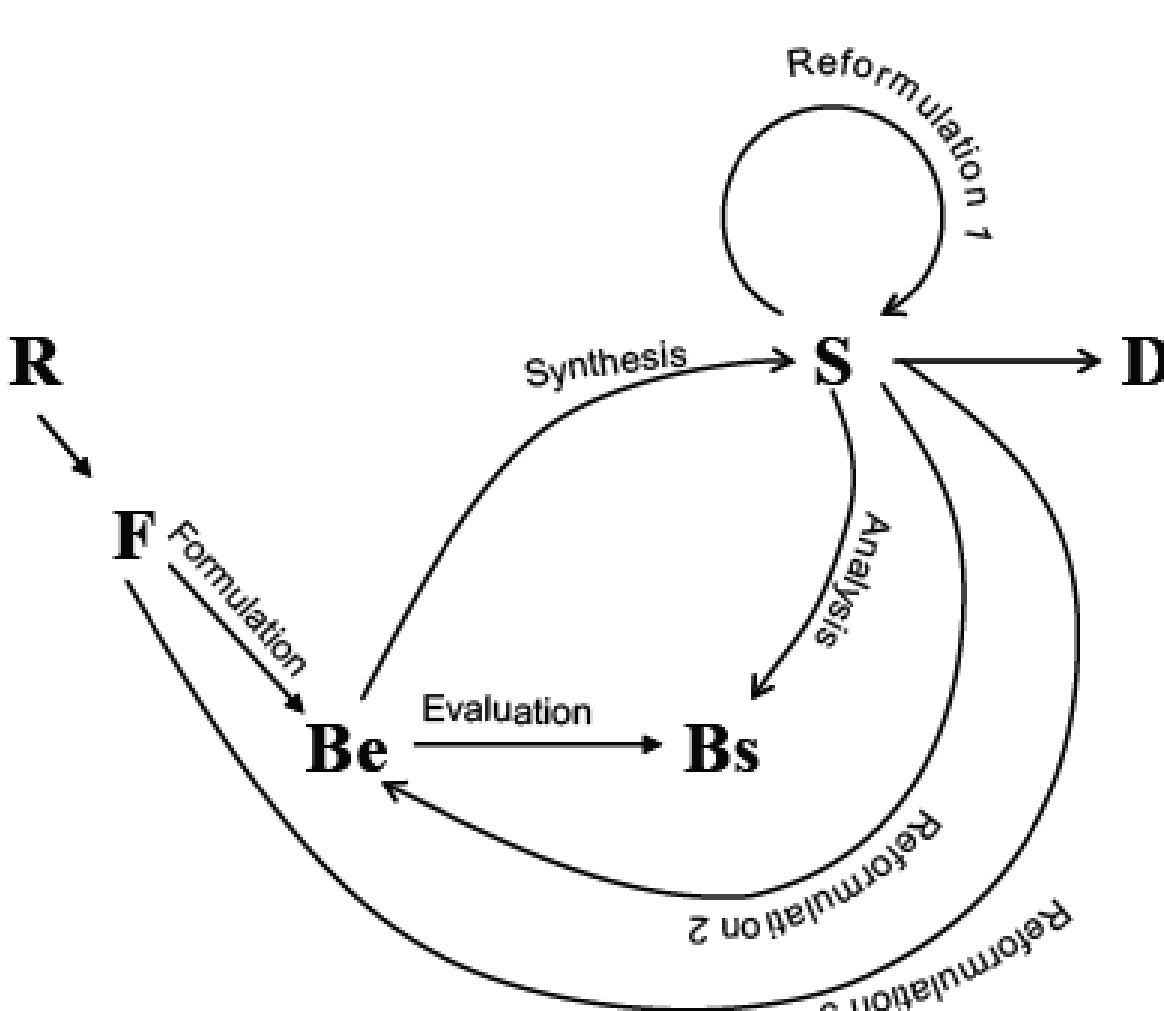 Reformulation 1
R
Synthesis
S
D
F
Formulation
Analysis
Evaluation
Be
Bs
Reformulation 2
Reformulation